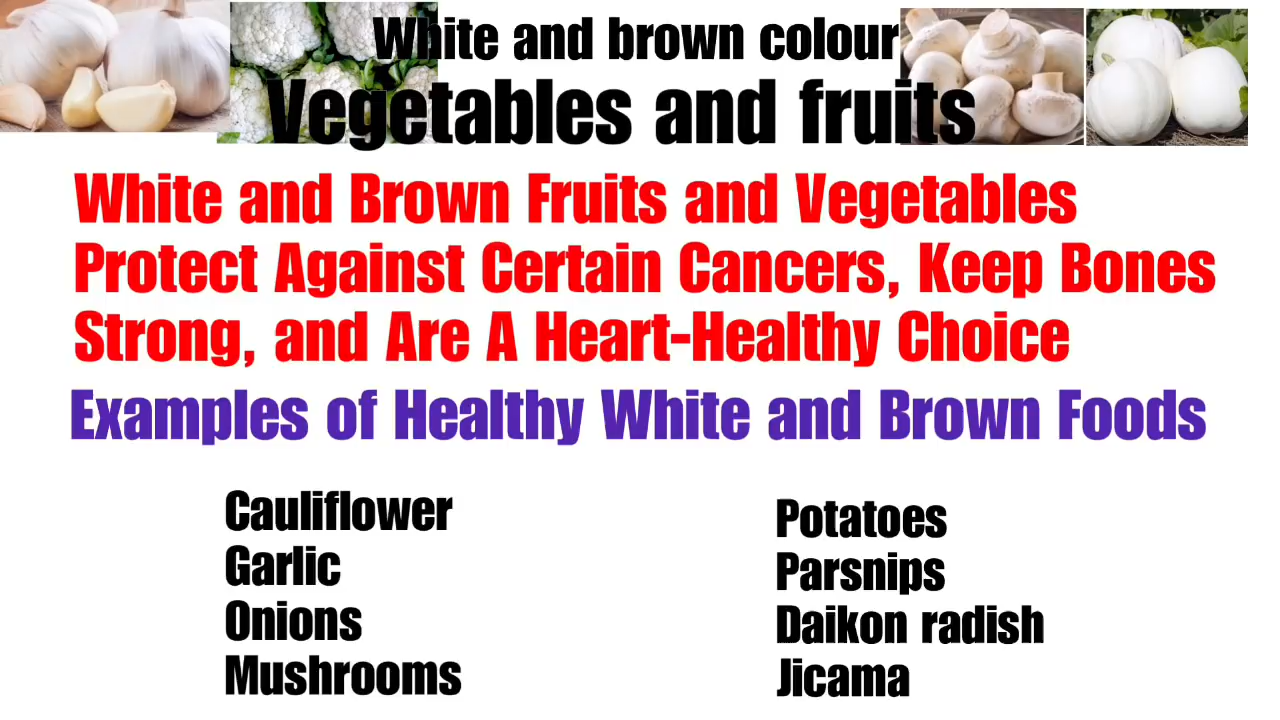 White and brown colour
Vegetables and fruits
White and Brown Fruits and Vegetables
Protect Against Certain Cancers, Keep Bones
Strong, and Are A Heart-Healthy Choice
Examples of Healthy White and Brown Foods
Cauliflower
Garlic
Onions
Mushrooms
Potatoes
Parsnips
Daikon radish
Jicama